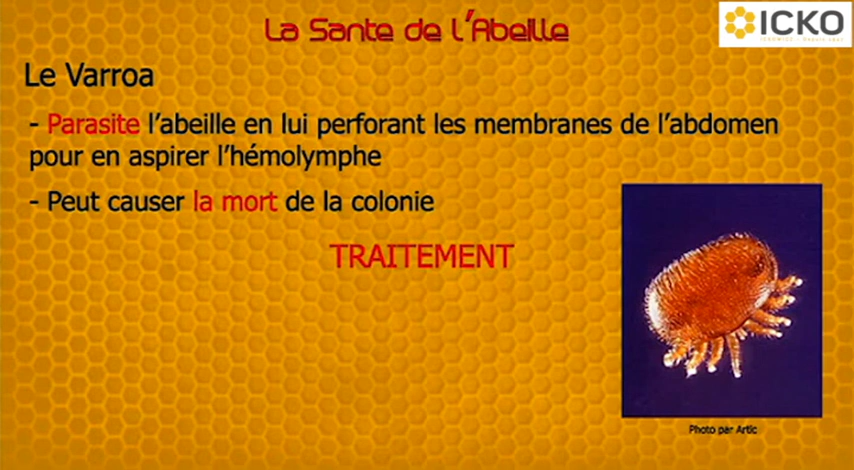 La Sante de l'Abeille
ICKO
Le Varroa
- Parasite l'abeille en lui perforant les membranes de l'abdomen
pour en aspirer l'hémolymphe
- Peut causer la mort de la colonie
TRAITEMENT
Photo par Artic